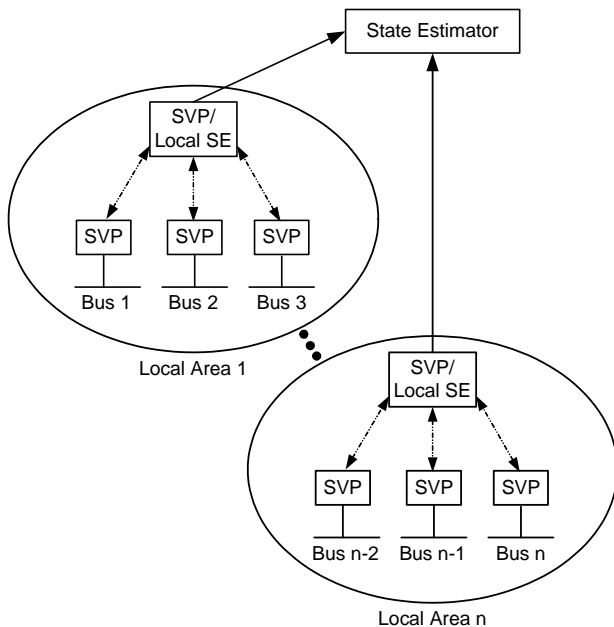 State Estimator
SVP/
Local SE
SVP
SVP
SVP
Bus 1
Bus 2
Bus 3
Local Area 1
SVP/
Local SE
SVP
SVP
SVP
Bus n-2
Bus n-1
Bus n
Local Area n